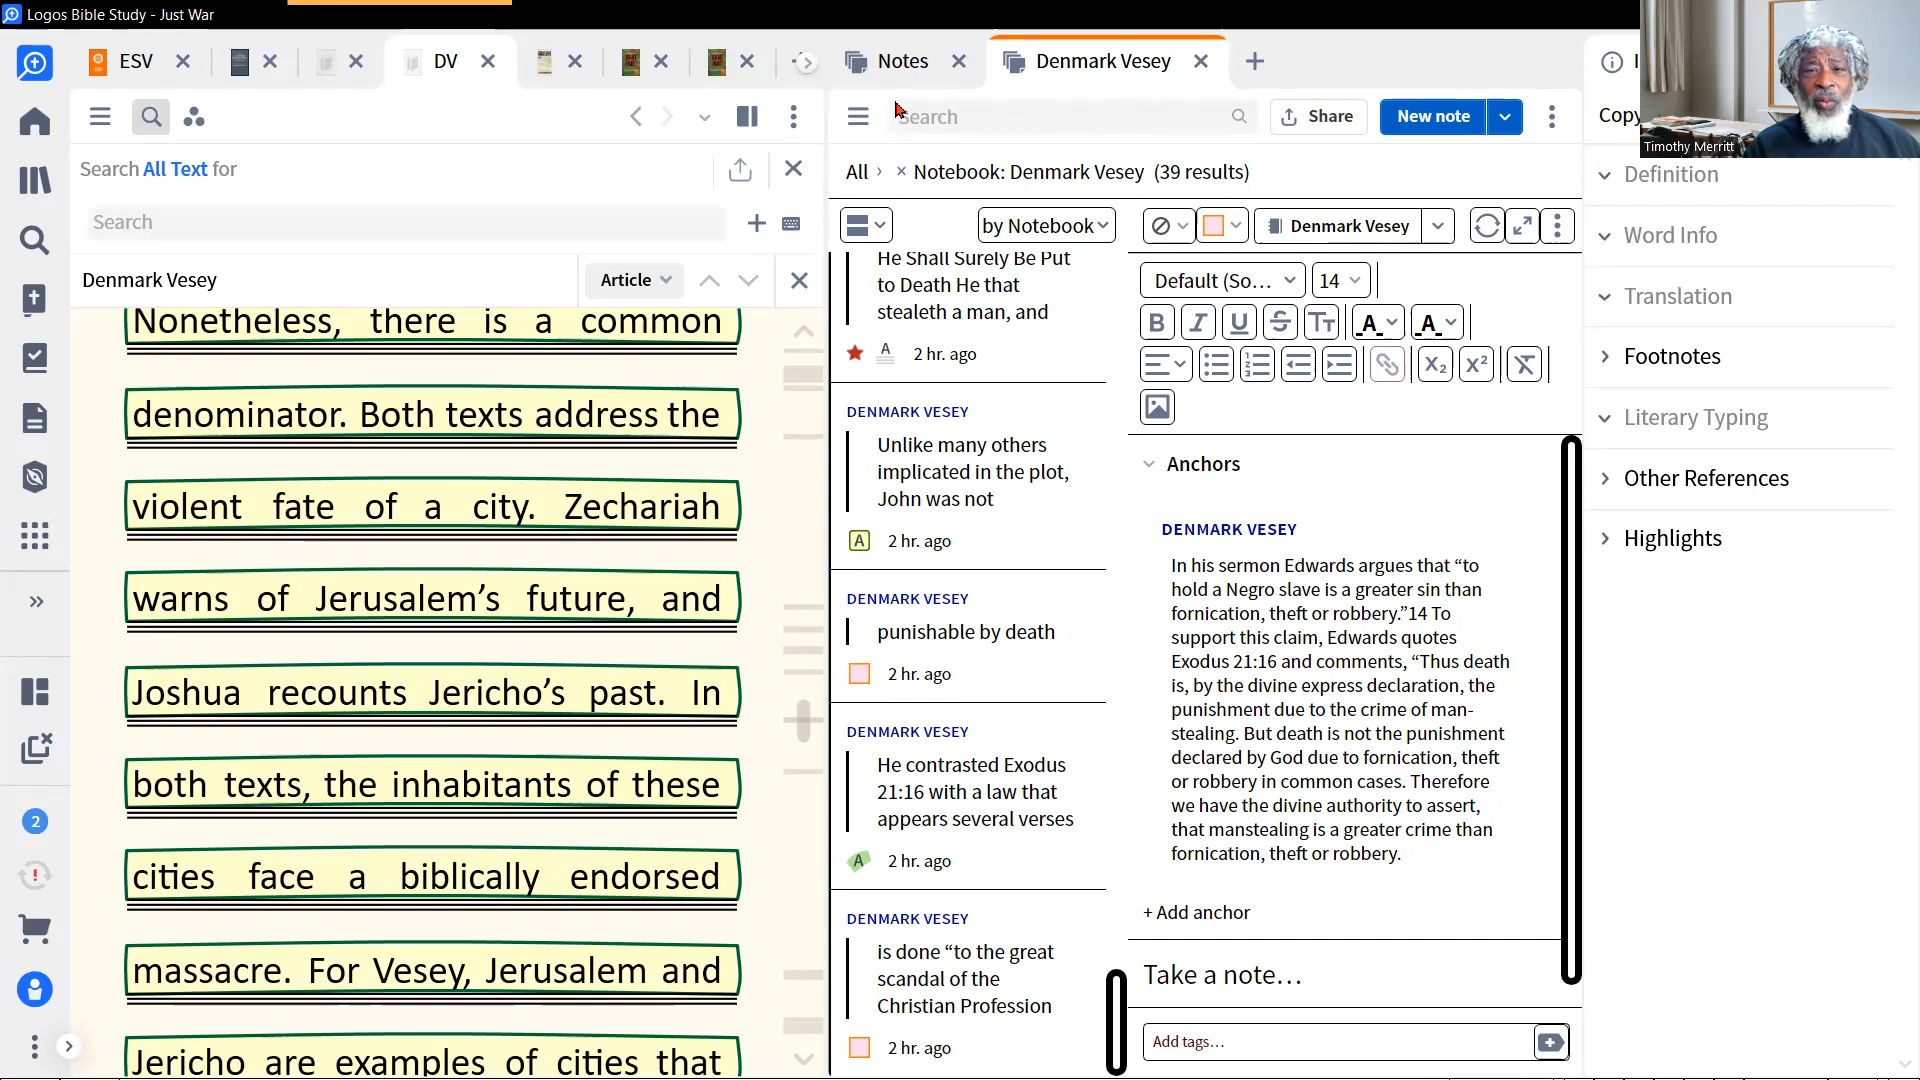 Logos Bible Study - Just War
ESV
DV
Notes
Denmark Vesey
Search
Share
New note
Copy
Timothy Merritt
Search All Text for
Search
Denmark Vesey
Article
Nonetheless, there is a common
denominator. Both texts address the
violent fate of a city. Zechariah
warns of Jerusalem’s future, and
Joshua recounts Jericho’s past. In
both texts, the inhabitants of these
cities face a biblically endorsed
massacre. For Vesey, Jerusalem and
Jericho are examples of cities that
2
All › × Notebook: Denmark Vesey (39 results)
by Notebook
He Shall Surely Be Put
to Death He that
stealeth a man, and
A
2 hr. ago
DENMARK VESEY
Unlike many others
implicated in the plot,
John was not
A
2 hr. ago
DENMARK VESEY
punishable by death
2 hr. ago
DENMARK VESEY
He contrasted Exodus
21:16 with a law that
appears several verses
A
2 hr. ago
DENMARK VESEY
is done “to the great
scandal of the
Christian Profession
2 hr. ago
Denmark Vesey
Default (So… 14
B I U S TT A A
X₂ X²
Anchors
DENMARK VESEY
In his sermon Edwards argues that “to
hold a Negro slave is a greater sin than
fornication, theft or robbery.”14 To
support this claim, Edwards quotes
Exodus 21:16 and comments, “Thus death
is, by the divine express declaration, the
punishment due to the crime of man-
stealing. But death is not the punishment
declared by God due to fornication, theft
or robbery in common cases. Therefore
we have the divine authority to assert,
that manstealing is a greater crime than
fornication, theft or robbery.
+ Add anchor
Take a note…
Add tags…
Definition
Word Info
Translation
Footnotes
Literary Typing
Other References
Highlights